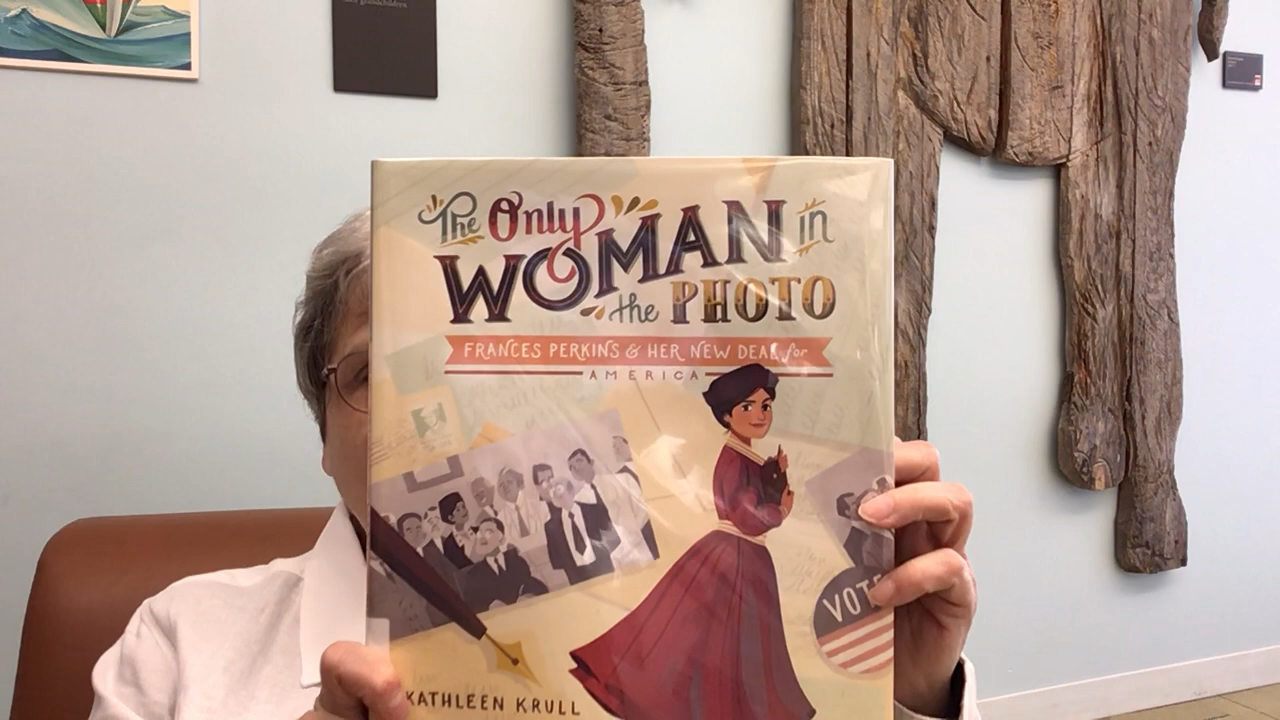 The Only
WOMAN in
the PHOTO
FRANCES PERKINS & HER NEW DEAL for
AMERICA
VOTE
KATHLEEN KRULL